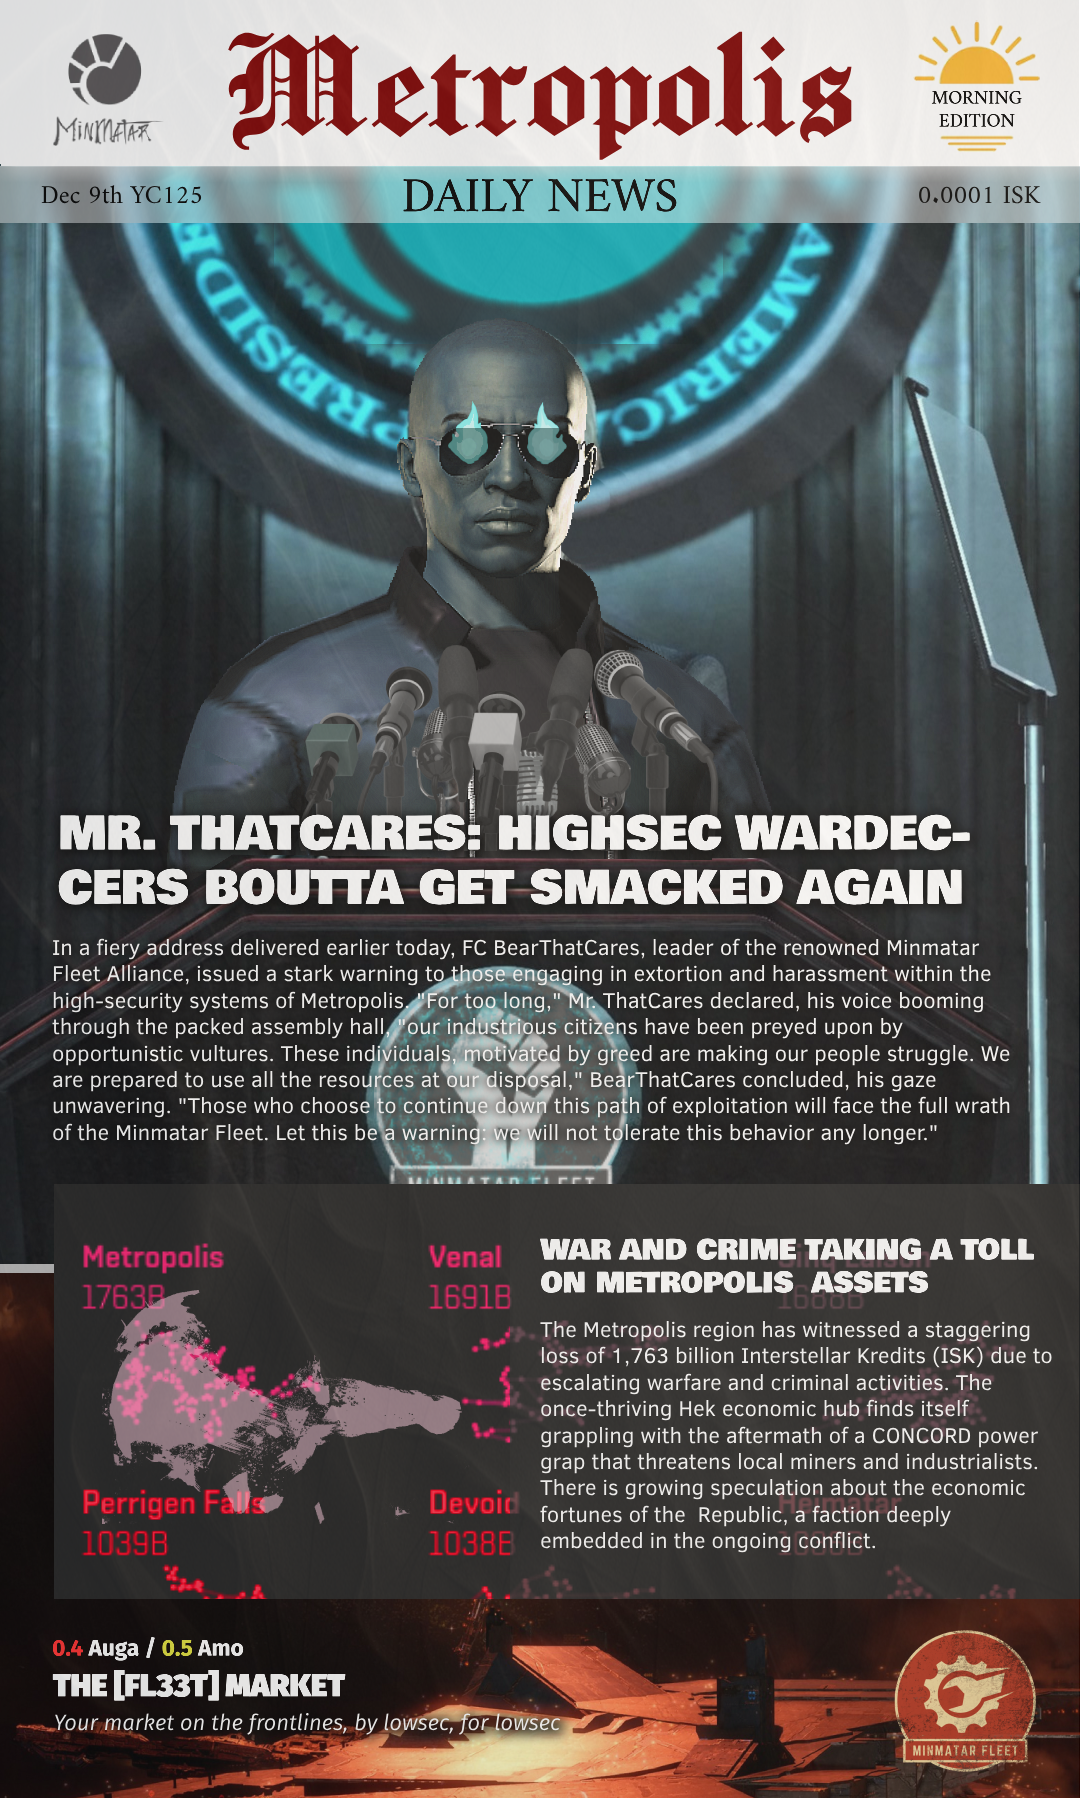 MINMATAR
Metropolis
MORNING
EDITION
Dec 9th YC125
DAILY NEWS
0.0001 ISK
PRESIDE
AMERICA
MR. THATCARES: HIGHSEC WARDEC-
CERS BOUTTA GET SMACKED AGAIN
In a fiery address delivered earlier today, FC BearThatCares, leader of the renowned Minmatar
Fleet Alliance, issued a stark warning to those engaging in extortion and harassment within the
high-security systems of Metropolis. "For too long," Mr. ThatCares declared, his voice booming
through the packed assembly hall, "our industrious citizens have been preyed upon by
opportunistic vultures. These individuals, motivated by greed are making our people struggle. We
are prepared to use all the resources at our disposal," BearThatCares concluded, his gaze
unwavering. "Those who choose to continue down this path of exploitation will face the full wrath
of the Minmatar Fleet. Let this be a warning: we will not tolerate this behavior any longer."
MINMATAR FLEET
Metropolis
1763B
Venal
1691B
1688B
Perrigen Falls
1039B
Devoid
1038B
Heimatar
WAR AND CRIME TAKING A TOLL
ON METROPOLIS ASSETS
The Metropolis region has witnessed a staggering
loss of 1,763 billion Interstellar Kredits (ISK) due to
escalating warfare and criminal activities. The
once-thriving Hek economic hub finds itself
grappling with the aftermath of a CONCORD power
grap that threatens local miners and industrialists.
There is growing speculation about the economic
fortunes of the Republic, a faction deeply
embedded in the ongoing conflict.
0.4 Auga / 0.5 Amo
THE [FL33T] MARKET
Your market on the frontlines, by lowsec, for lowsec
MINMATAR FLEET